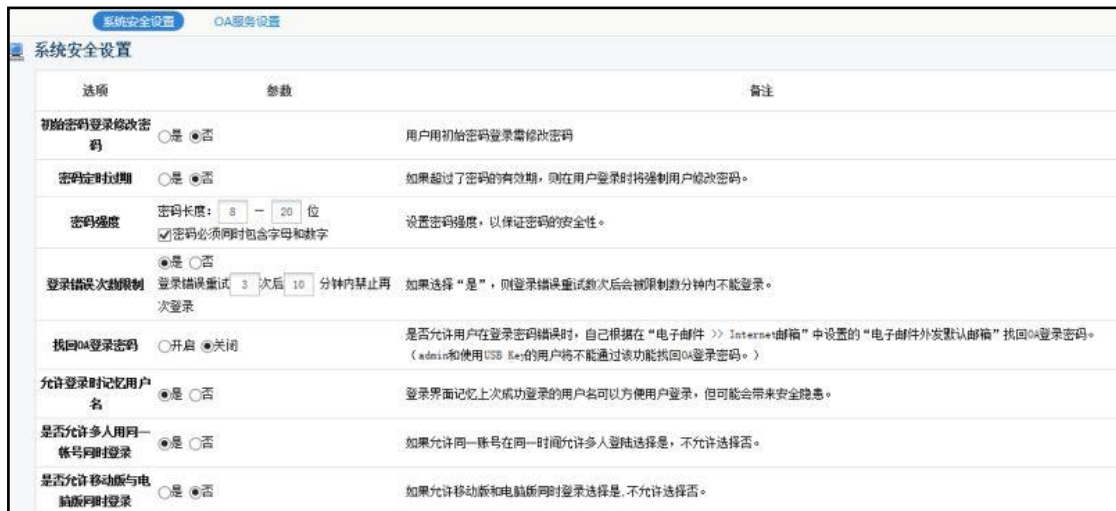 系统安全设置 OA服务设置
系统安全设置
选项 参数 备注
初始密码登录修改密
码
○是 ◉否
用户用初始密码登录需修改密码
密码定时过期 ○是 ◉否 如果超过了密码的有效期，则在用户登录时将强制用户修改密码。
密码强度
密码长度： 8 - 20 位
☑密码必须同时包含字母和数字
设置密码强度，以保证密码的安全性。
登录错误次数限制
◉是 ○否
登录错误重试 3 次后 10 分钟内禁止再
次登录
如果选择“是”，则登录错误重试数次后会被限制数分钟内不能登录。
找回OA登录密码 ○开启 ◉关闭
是否允许用户在登录密码错误时，自己根据在“电子邮件 >> Internet邮箱”中设置的“电子邮件外发默认邮箱”找回OA登录密码。
（admin和使用USB Key的用户将不能通过该功能找回OA登录密码。）
允许登录时记忆用户
名
◉是 ○否
登录界面记忆上次成功登录的用户名可以方便用户登录，但可能会带来安全隐患。
是否允许多人用同一
帐号同时登录
◉是 ○否
如果允许同一账号在同一时间允许多人登陆选择是，不允许选择否。
是否允许移动版与电
脑版同时登录
○是 ◉否
如果允许移动版和电脑版同时登录选择是.不允许选择否。